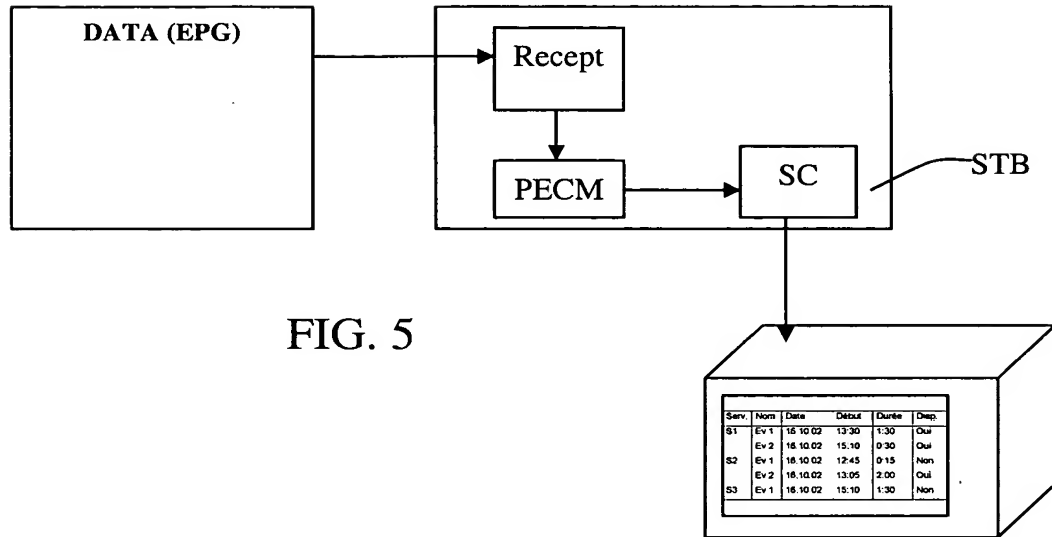 DATA (EPG)
Recept
PECM
SC
STB
FIG. 5
Serv. Nom Date Début Durée Disp.
S1 Ev 1 16.10.02 13:30 1:30 Oui
Ev 2 16.10.02 15:10 0:30 Oui
S2 Ev 1 16.10.02 12:45 0:15 Non
Ev 2 16.10.02 13:05 2:00 Oui
S3 Ev 1 16.10.02 15:10 1:30 Non